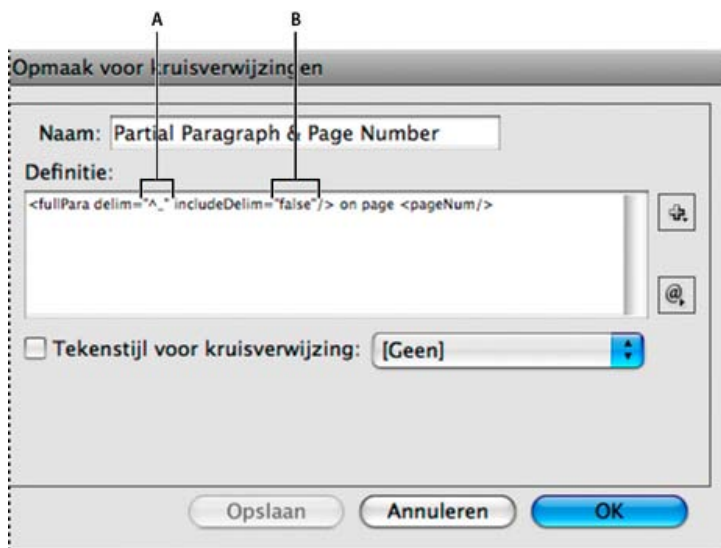 A B
Opmaak voor kruisverwijzingen
Naam: Partial Paragraph & Page Number
Definitie:
<fullPara delim="^_" includeDelim="false"/> on page <pageNum/>
@
Tekenstijl voor kruisverwijzing: [Geen]
Opslaan Annuleren OK